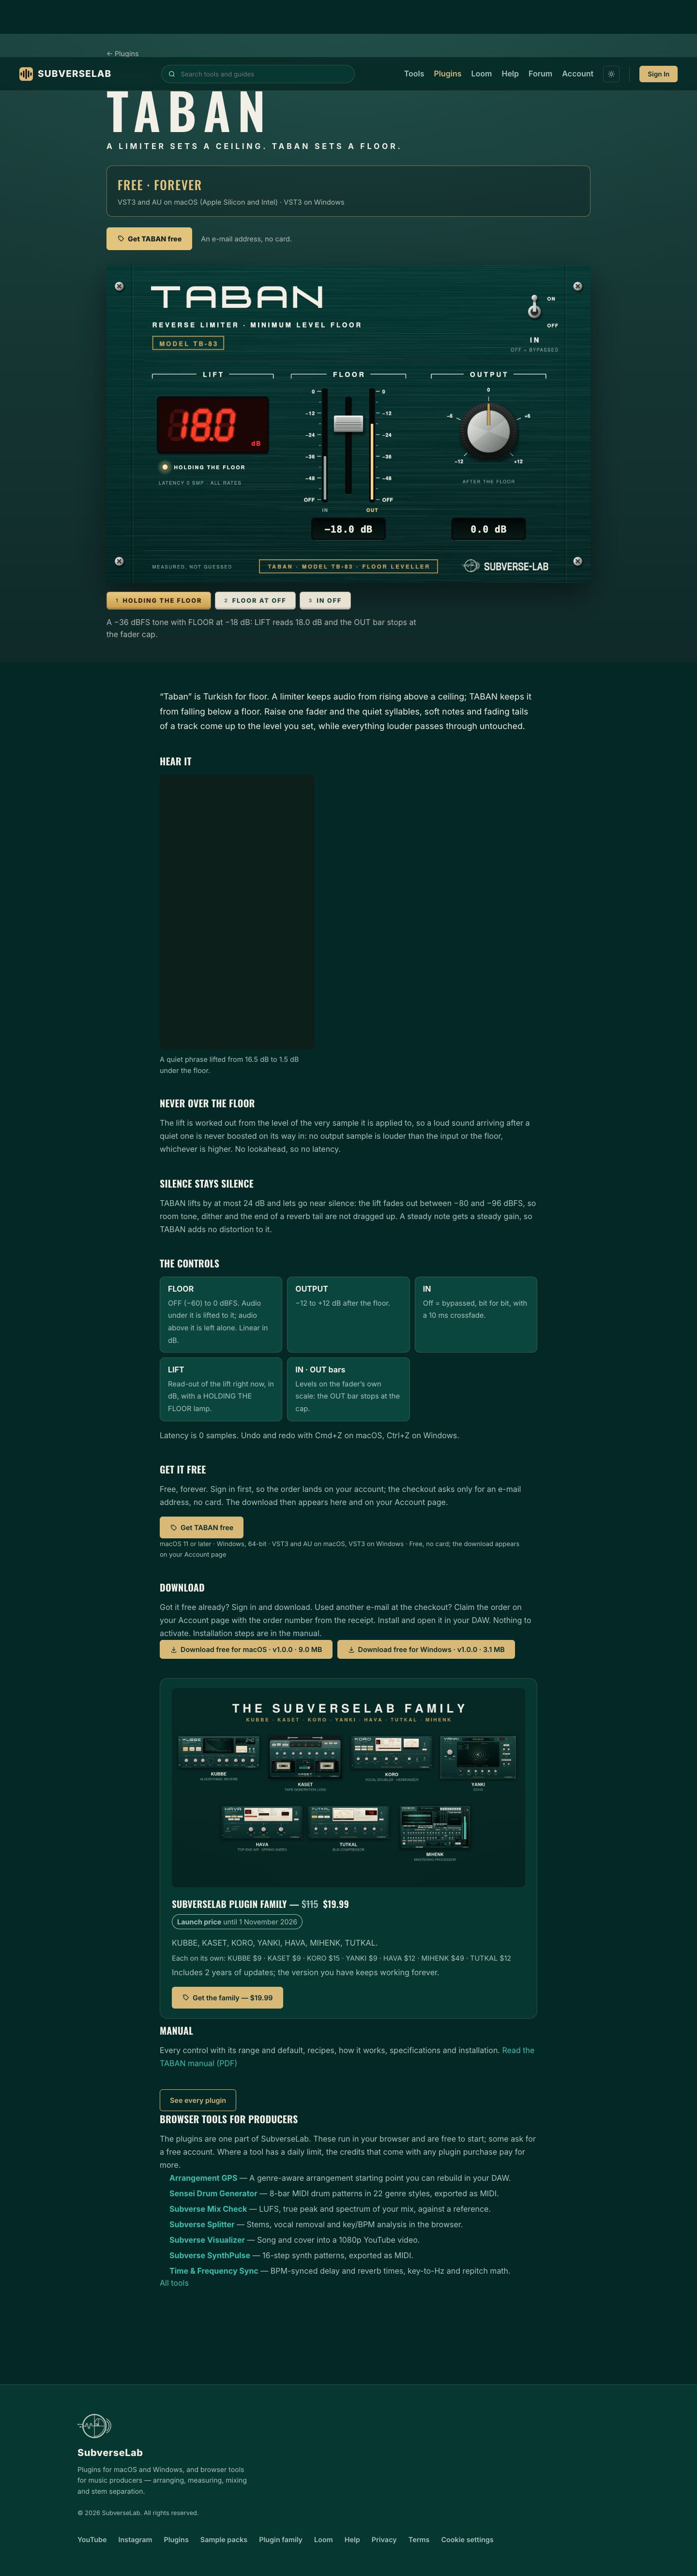 ← Plugins
SUBVERSELAB
Search tools and guides
Tools Plugins Loom Help Forum Account Sign In
TABAN
A LIMITER SETS A CEILING. TABAN SETS A FLOOR.
FREE · FOREVER
VST3 and AU on macOS (Apple Silicon and Intel) · VST3 on Windows
Get TABAN free
An e-mail address, no card.
TABAN
REVERSE LIMITER · MINIMUM LEVEL FLOOR
MODEL TB-83
ON
OFF
IN
OFF = BYPASSED
LIFT
FLOOR
OUTPUT
18.0
dB
HOLDING THE FLOOR
LATENCY 0 SMP · ALL RATES
0 0
−12 −12
−24 −24
−36 −36
−48 −48
OFF OFF
IN OUT
−18.0 dB
0
−6 +6
−12 +12
AFTER THE FLOOR
0.0 dB
MEASURED, NOT GUESSED
TABAN · MODEL TB-83 · FLOOR LEVELLER
SUBVERSE-LAB
1 HOLDING THE FLOOR
2 FLOOR AT OFF
3 IN OFF
A −36 dBFS tone with FLOOR at −18 dB: LIFT reads 18.0 dB and the OUT bar stops at
the fader cap.
“Taban” is Turkish for floor. A limiter keeps audio from rising above a ceiling; TABAN keeps it
from falling below a floor. Raise one fader and the quiet syllables, soft notes and fading tails
of a track come up to the level you set, while everything louder passes through untouched.
HEAR IT
A quiet phrase lifted from 16.5 dB to 1.5 dB
under the floor.
NEVER OVER THE FLOOR
The lift is worked out from the level of the very sample it is applied to, so a loud sound arriving after a
quiet one is never boosted on its way in: no output sample is louder than the input or the floor,
whichever is higher. No lookahead, so no latency.
SILENCE STAYS SILENCE
TABAN lifts by at most 24 dB and lets go near silence: the lift fades out between −80 and −96 dBFS, so
room tone, dither and the end of a reverb tail are not dragged up. A steady note gets a steady gain, so
TABAN adds no distortion to it.
THE CONTROLS
FLOOR
OFF (−60) to 0 dBFS. Audio
under it is lifted to it; audio
above it is left alone. Linear in
dB.
OUTPUT
−12 to +12 dB after the floor.
IN
Off = bypassed, bit for bit, with
a 10 ms crossfade.
LIFT
Read-out of the lift right now, in
dB, with a HOLDING THE
FLOOR lamp.
IN · OUT bars
Levels on the fader’s own
scale: the OUT bar stops at the
cap.
Latency is 0 samples. Undo and redo with Cmd+Z on macOS, Ctrl+Z on Windows.
GET IT FREE
Free, forever. Sign in first, so the order lands on your account; the checkout asks only for an e-mail
address, no card. The download then appears here and on your Account page.
Get TABAN free
macOS 11 or later · Windows, 64-bit · VST3 and AU on macOS, VST3 on Windows · Free, no card; the download appears
on your Account page
DOWNLOAD
Got it free already? Sign in and download. Used another e-mail at the checkout? Claim the order on
your Account page with the order number from the receipt. Install and open it in your DAW. Nothing to
activate. Installation steps are in the manual.
Download free for macOS · v1.0.0 · 9.0 MB
Download free for Windows · v1.0.0 · 3.1 MB
THE SUBVERSELAB FAMILY
KUBBE · KASET · KORO · YANKI · HAVA · TUTKAL · MIHENK
KUBBE
KASET
TAPE GENERATION LOSS
KORO
VOCAL DOUBLER · HARMONISER
YANKI
ECHO
HAVA
TOP-END AIR · SPRING SHEEN
TUTKAL
BUS COMPRESSOR
MIHENK
MASTERING PROCESSOR
SUBVERSELAB PLUGIN FAMILY — $115 $19.99
Launch price until 1 November 2026
KUBBE, KASET, KORO, YANKI, HAVA, MIHENK, TUTKAL.
Each on its own: KUBBE $9 · KASET $9 · KORO $15 · YANKI $9 · HAVA $12 · MIHENK $49 · TUTKAL $12
Includes 2 years of updates; the version you have keeps working forever.
Get the family — $19.99
MANUAL
Every control with its range and default, recipes, how it works, specifications and installation. Read the
TABAN manual (PDF)
See every plugin
BROWSER TOOLS FOR PRODUCERS
The plugins are one part of SubverseLab. These run in your browser and are free to start; some ask for
a free account. Where a tool has a daily limit, the credits that come with any plugin purchase pay for
more.
Arrangement GPS — A genre-aware arrangement starting point you can rebuild in your DAW.
Sensei Drum Generator — 8-bar MIDI drum patterns in 22 genre styles, exported as MIDI.
Subverse Mix Check — LUFS, true peak and spectrum of your mix, against a reference.
Subverse Splitter — Stems, vocal removal and key/BPM analysis in the browser.
Subverse Visualizer — Song and cover into a 1080p YouTube video.
Subverse SynthPulse — 16-step synth patterns, exported as MIDI.
Time & Frequency Sync — BPM-synced delay and reverb times, key-to-Hz and repitch math.
All tools
SubverseLab
Plugins for macOS and Windows, and browser tools
for music producers — arranging, measuring, mixing
and stem separation.
© 2026 SubverseLab. All rights reserved.
YouTube Instagram Plugins Sample packs Plugin family Loom Help Privacy Terms Cookie settings